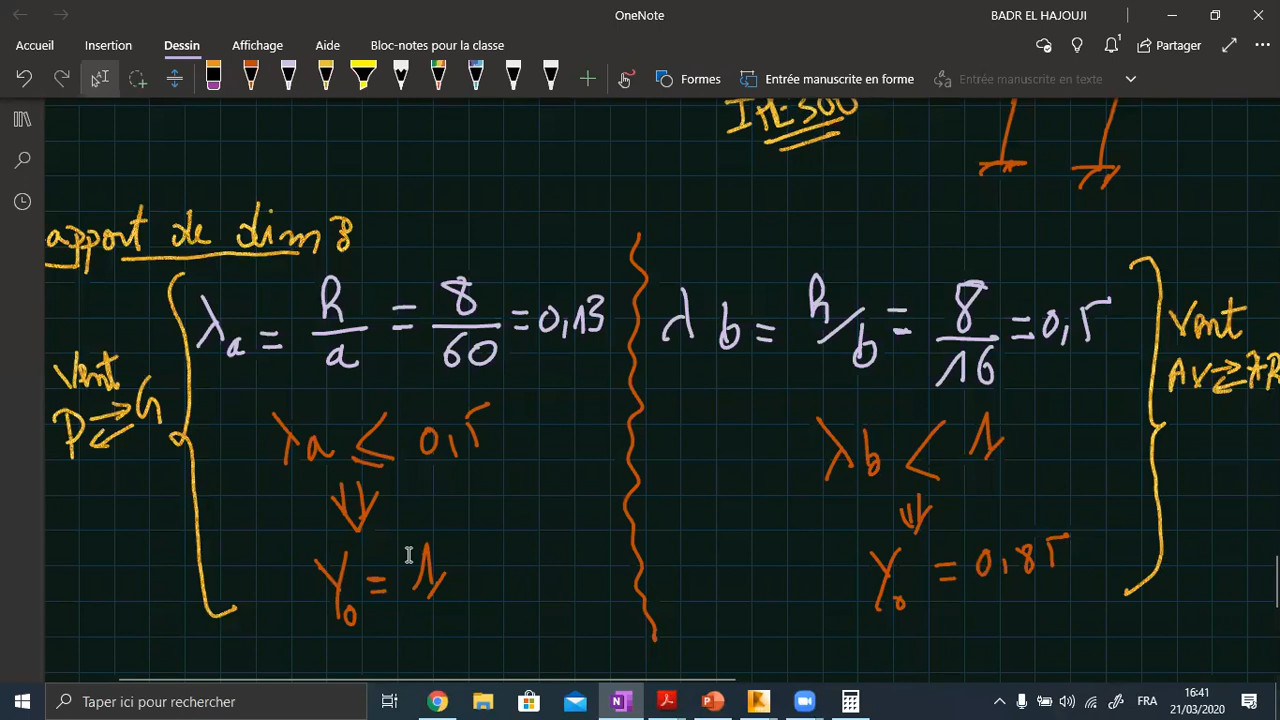 OneNote
BADR EL HAJOUJI
Accueil Insertion Dessin Affichage Aide Bloc-notes pour la classe
Partager
Formes
Entrée manuscrite en forme
Entrée manuscrite en texte
apport de dim 8
λa = h/a = 8/60 = 0,13
λb = h/b = 8/16 = 0,5
Vent
P ⇄ G
Vent
AV ⇄ AR
λa ≤ 0,5
λb < 1
⇓
⇓
γ0 = 1
γ0 = 0,85
Taper ici pour rechercher
FRA
16:41
21/03/2020